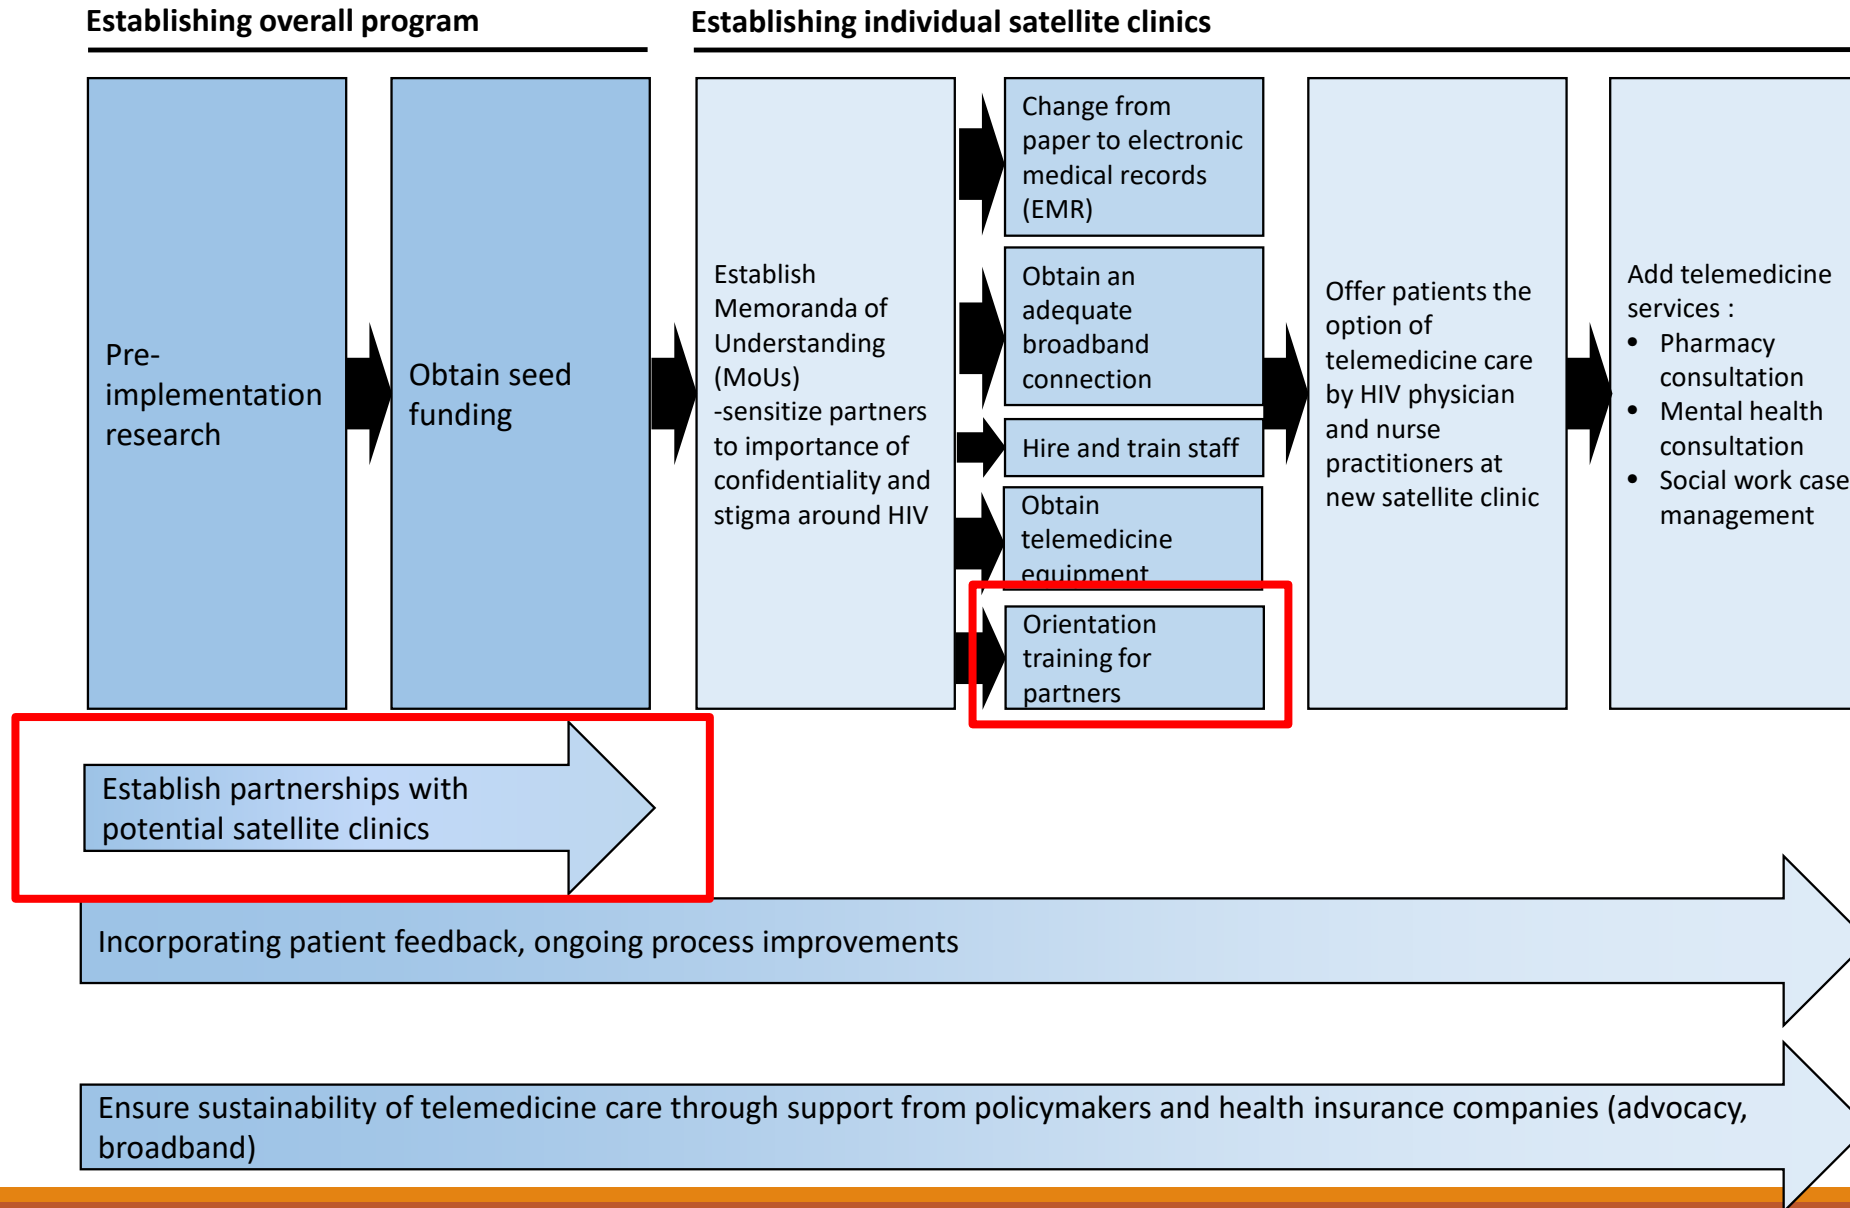 Establishing overall program
Establishing individual satellite clinics
Pre-
implementation
research
Obtain seed
funding
Establish
Memoranda of
Understanding
(MoUs)
-sensitize partners
to importance of
confidentiality and
stigma around HIV
Change from
paper to electronic
medical records
(EMR)
Obtain an
adequate
broadband
connection
Hire and train staff
Obtain
telemedicine
equipment
Orientation
training for
partners
Offer patients the
option of
telemedicine care
by HIV physician
and nurse
practitioners at
new satellite clinic
Add telemedicine
services :
• Pharmacy
consultation
• Mental health
consultation
• Social work case
management
Establish partnerships with
potential satellite clinics
Incorporating patient feedback, ongoing process improvements
Ensure sustainability of telemedicine care through support from policymakers and health insurance companies (advocacy,
broadband)